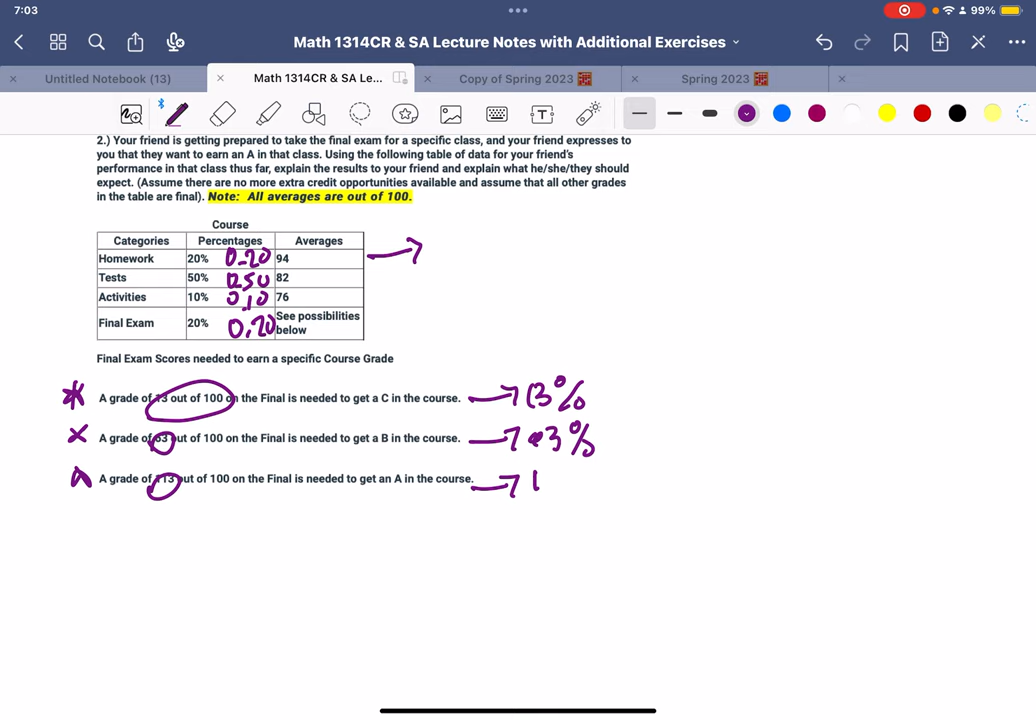 7:03
99%
Math 1314CR & SA Lecture Notes with Additional Exercises
Untitled Notebook (13)
Math 1314CR & SA Le...
Copy of Spring 2023
Spring 2023
2.) Your friend is getting prepared to take the final exam for a specific class, and your friend expresses to
you that they want to earn an A in that class. Using the following table of data for your friend's
performance in that class thus far, explain the results to your friend and explain what he/she/they should
expect. (Assume there are no more extra credit opportunities available and assume that all other grades
in the table are final). Note: All averages are out of 100.
Course
Categories Percentages Averages
Homework 20% 0.20 94
Tests 50% 0.50 82
Activities 10% 0.10 76
Final Exam 20% 0.20 See possibilities
below
Final Exam Scores needed to earn a specific Course Grade
A grade of 13 out of 100 on the Final is needed to get a C in the course. 13%
A grade of 63 out of 100 on the Final is needed to get a B in the course. 63%
A grade of 113 out of 100 on the Final is needed to get an A in the course. 1